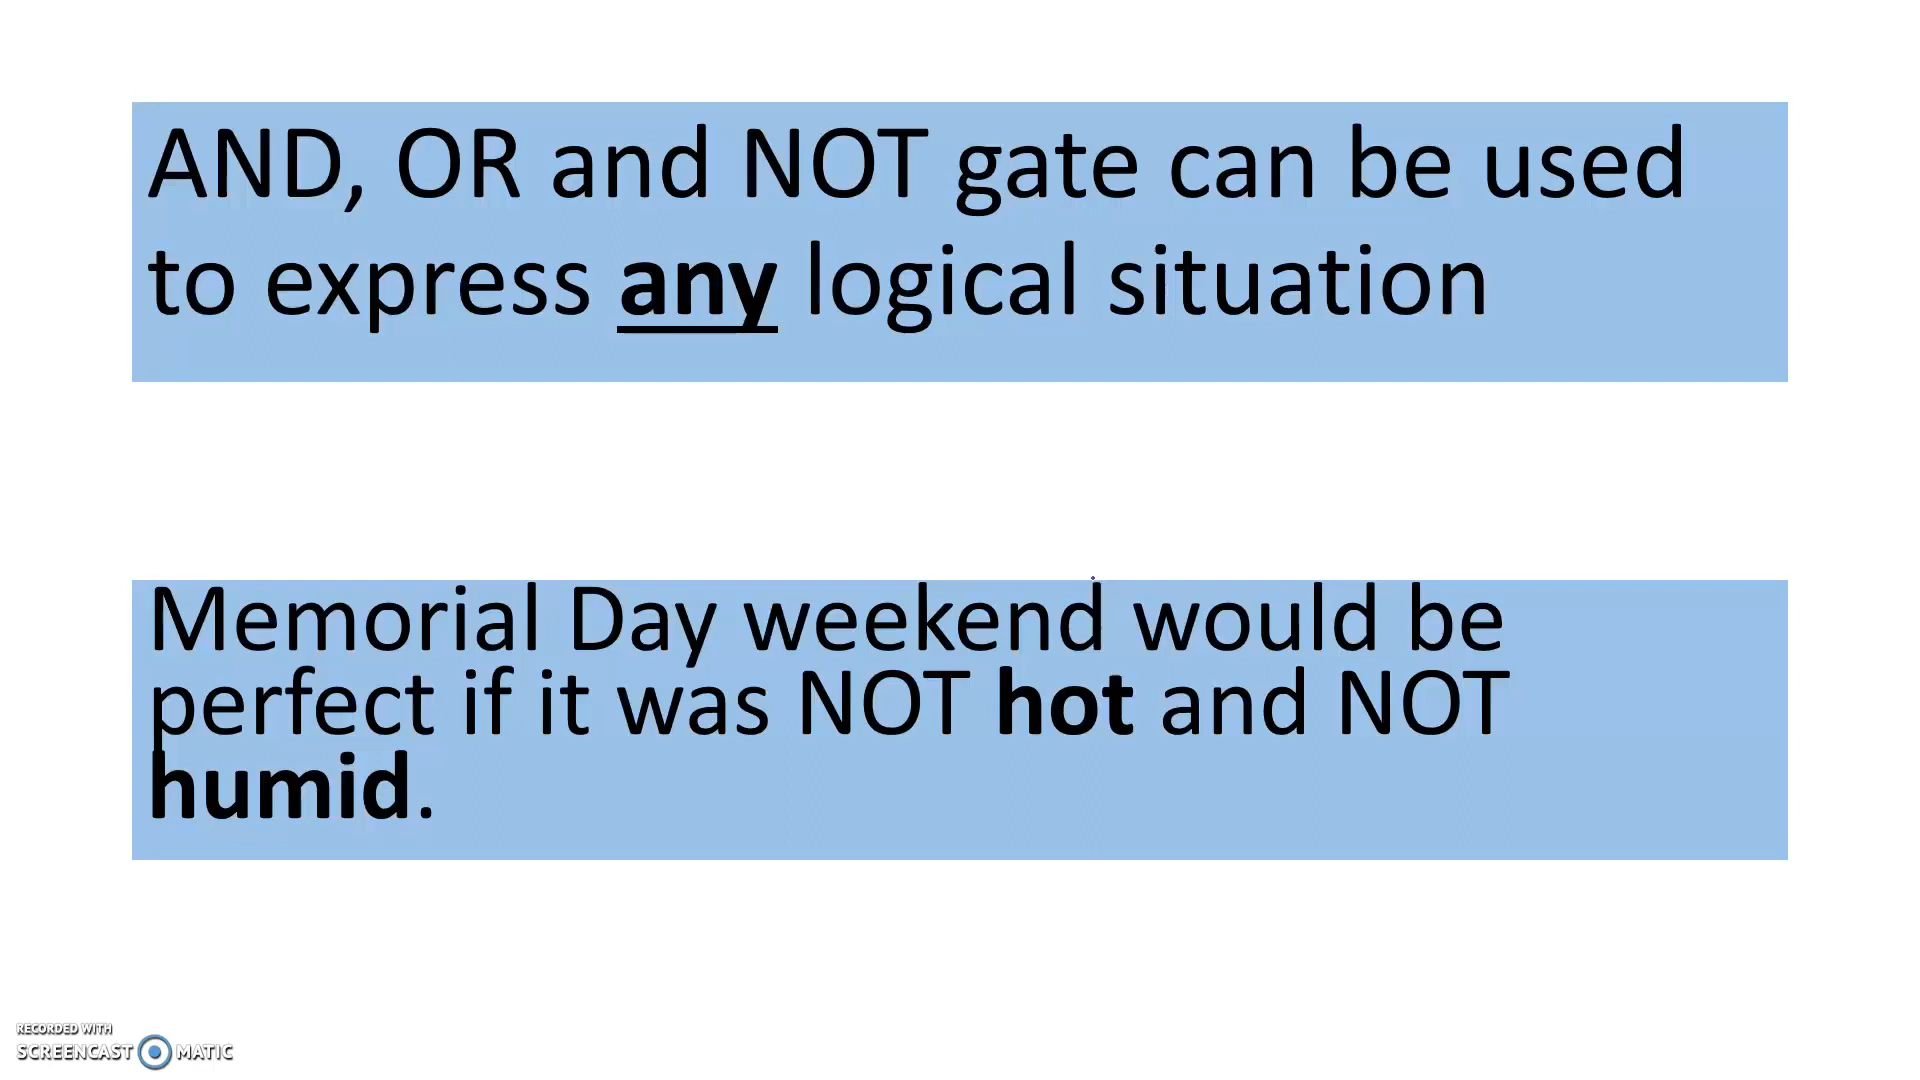 AND, OR and NOT gate can be used
to express any logical situation
Memorial Day weekend would be
perfect if it was NOT hot and NOT
humid.
RECORDED WITH
SCREENCAST MATIC